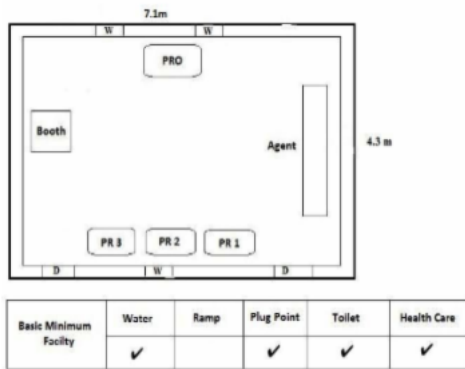 7.1m
W W
PRO
Booth
Agent
4.3 m
PR 3 PR 2 PR 1
D W D
Basic Minimum Facilty Water Ramp Plug Point Toilet Health Care
✓ ✓ ✓ ✓